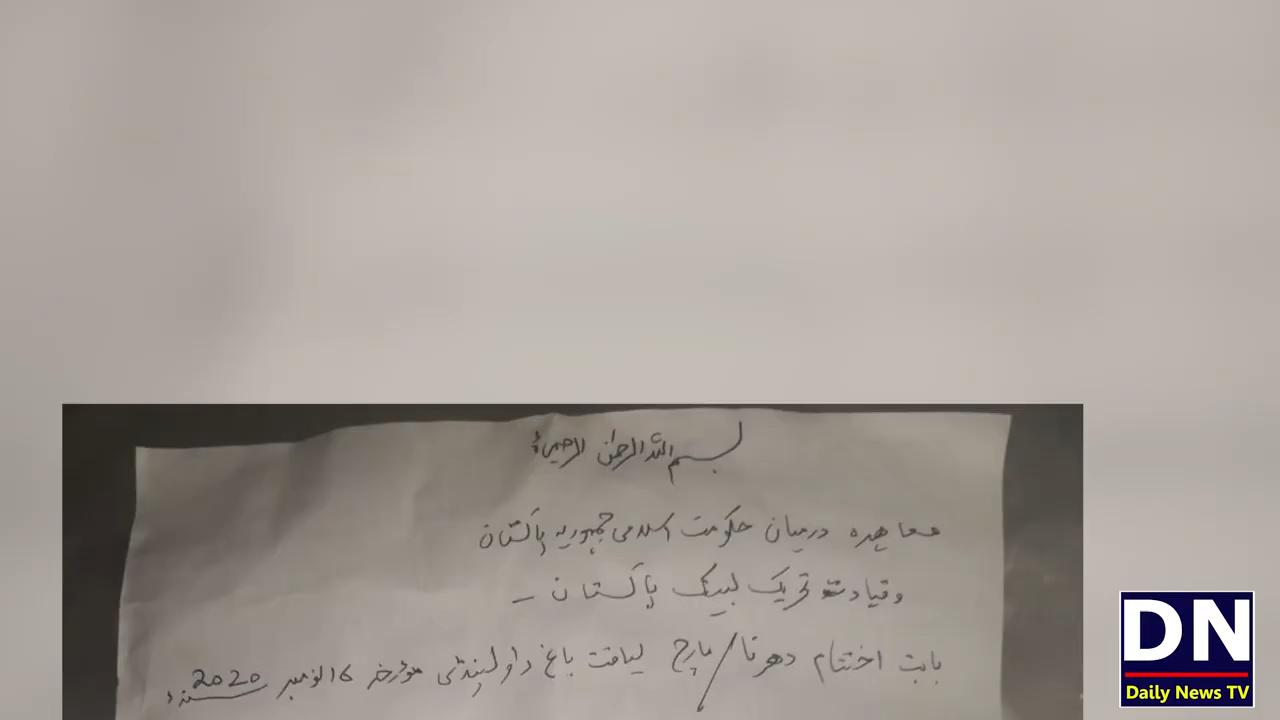 بسم اللہ الرحمن الرحیم
معاہدہ درمیان حکومت اسلامی جمہوریہ پاکستان
وقیادت تحریک لبیک پاکستان ـ
بابت اختتام دھرنا/مارچ لیاقت باغ راولپنڈی مؤرخہ ۱۶ نومبر 2020ء
DN
Daily News TV